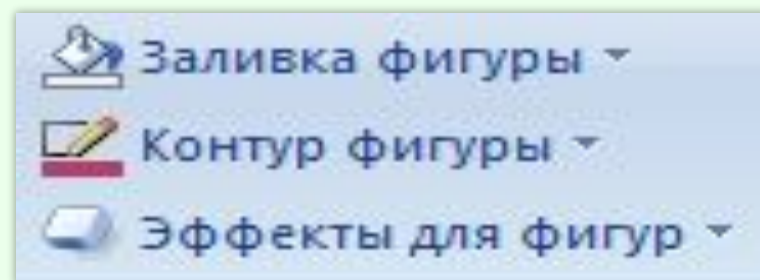 Заливка фигуры
Контур фигуры
Эффекты для фигур